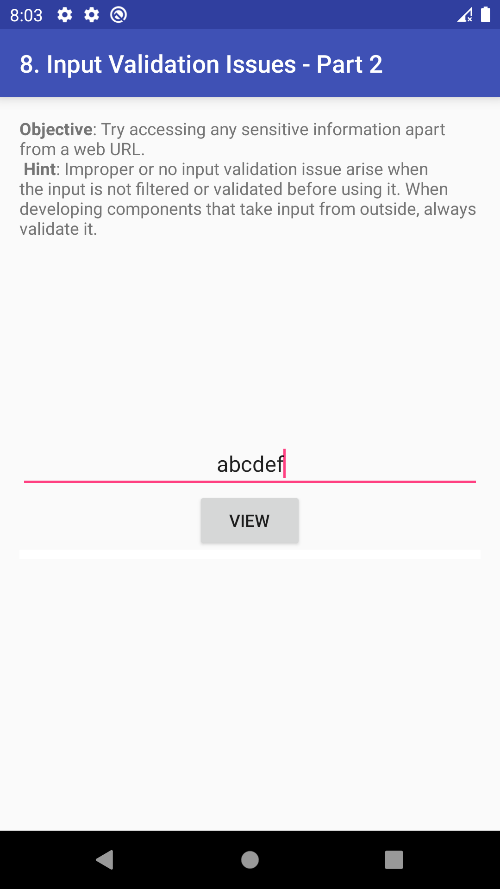 8:03
8. Input Validation Issues - Part 2
Objective: Try accessing any sensitive information apart
from a web URL.
Hint: Improper or no input validation issue arise when
the input is not filtered or validated before using it. When
developing components that take input from outside, always
validate it.
abcdef
VIEW